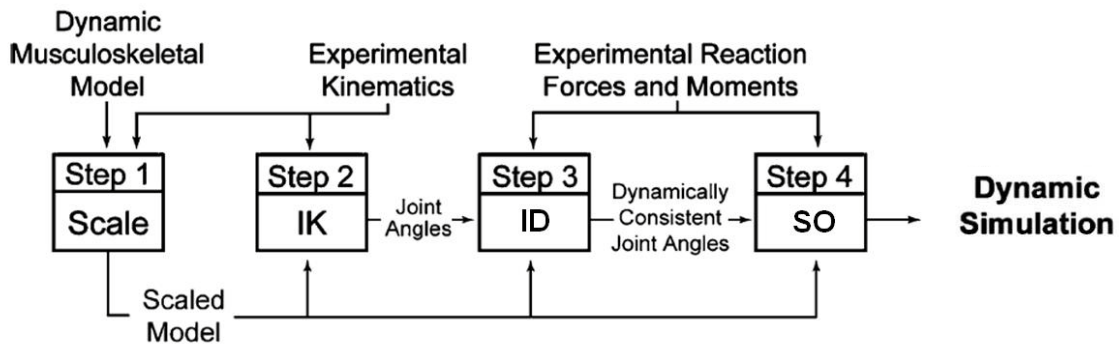 Dynamic
Musculoskeletal
Model
Experimental
Kinematics
Experimental Reaction
Forces and Moments
Step 1
Scale
Step 2
IK
Joint
Angles
Step 3
ID
Dynamically
Consistent
Joint Angles
Step 4
SO
Dynamic
Simulation
Scaled
Model